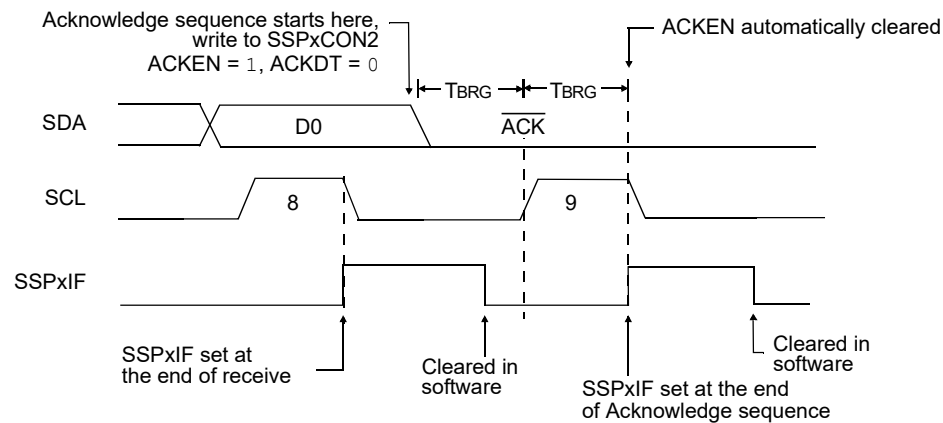 Acknowledge sequence starts here,
write to SSPxCON2
ACKEN = 1, ACKDT = 0
ACKEN automatically cleared
TBRG
TBRG
SDA
D0
ACK
SCL
8
9
SSPxIF
SSPxIF set at
the end of receive
Cleared in
software
SSPxIF set at the end
of Acknowledge sequence
Cleared in
software